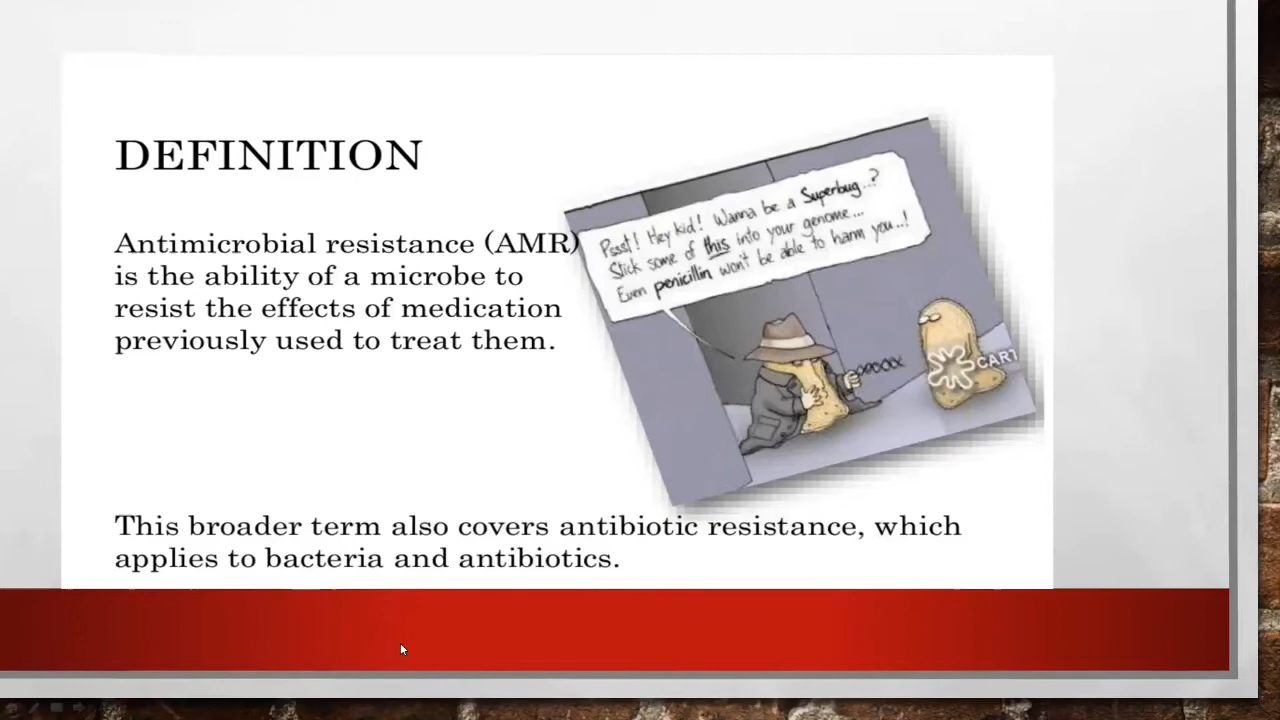 DEFINITION
Antimicrobial resistance (AMR)
is the ability of a microbe to
resist the effects of medication
previously used to treat them.
Pssst! Hey kid! Wanna be a Superbug...?
Stick some of this into your genome...
Even penicillin won't be able to harm you..!
CART
This broader term also covers antibiotic resistance, which
applies to bacteria and antibiotics.